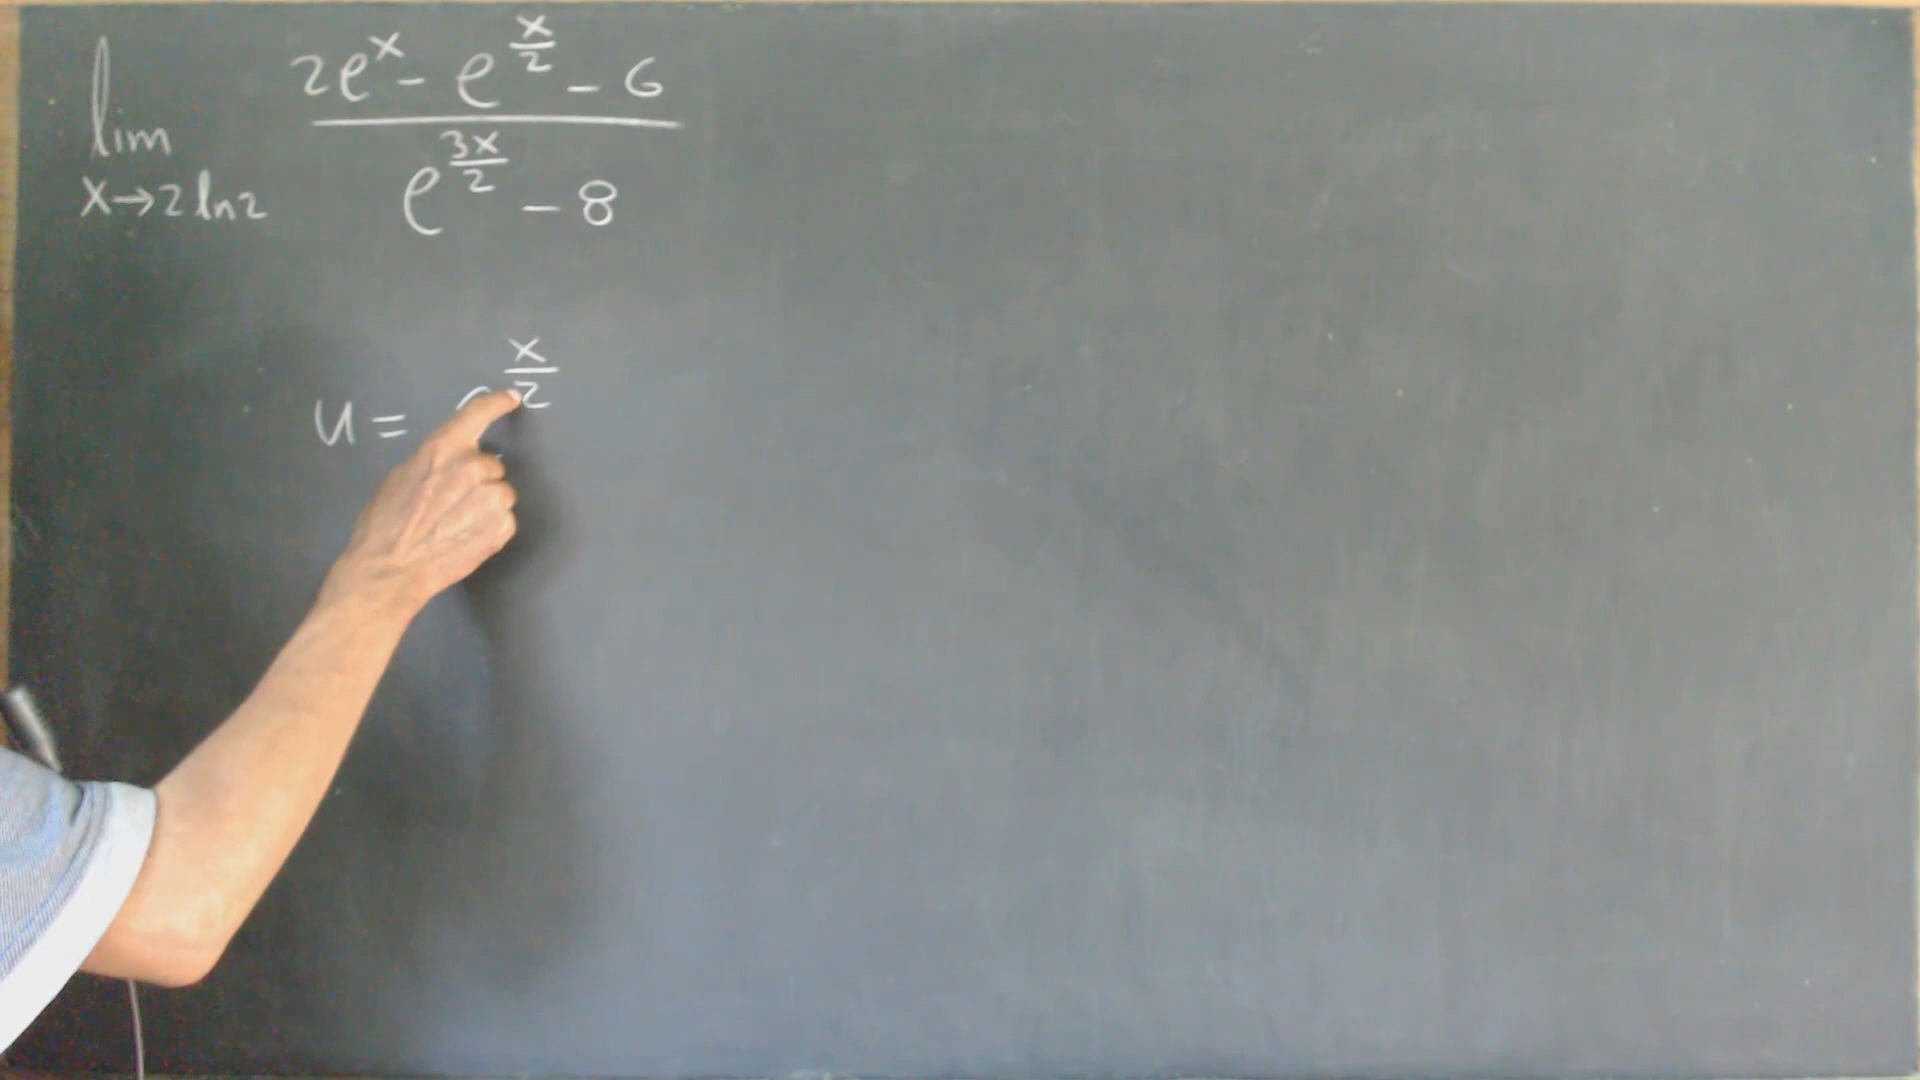 lim x→2ln2 (2e^x - e^(x/2) - 6) / (e^(3x/2) - 8)
u = e^(x/2)